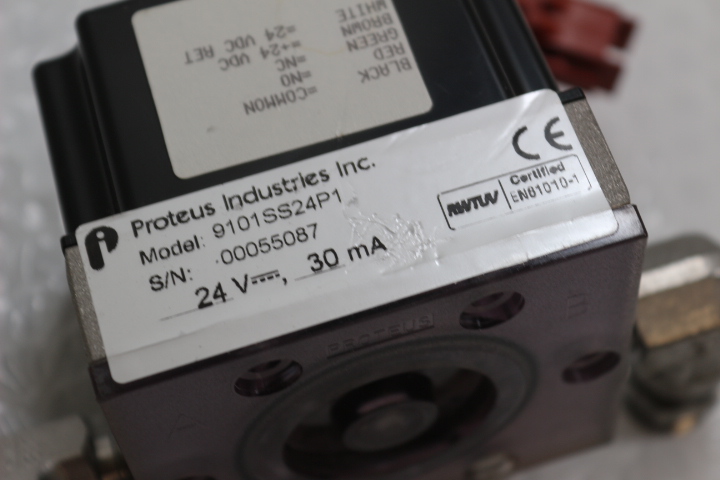 BLACK =COMMON
RED =NO
GREEN =NC
BROWN =+24 VDC
WHITE =24 VDC RET
Proteus Industries Inc.
Model: 9101SS24P1
S/N: 00055087
24 V, 30 mA
CE
RWTUV Certified EN61010-1
PROTEUS
A B